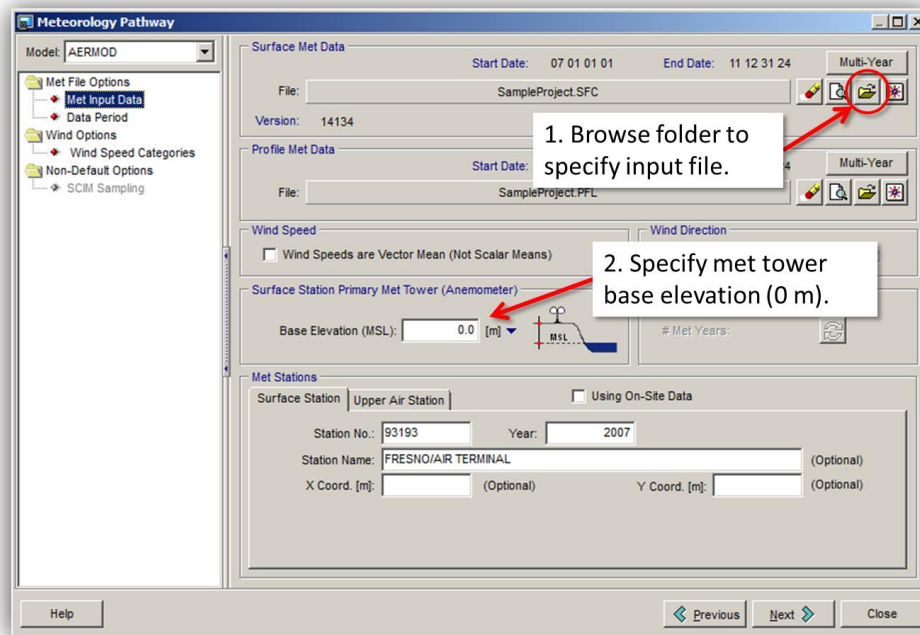 Meteorology Pathway
Model: AERMOD
Met File Options
Met Input Data
Data Period
Wind Options
Wind Speed Categories
Non-Default Options
SCIM Sampling
Surface Met Data
Start Date: 07 01 01 01 End Date: 11 12 31 24 Multi-Year
File: SampleProject.SFC
Version: 14134
1. Browse folder to
specify input file.
Profile Met Data
Start Date: 4 Multi-Year
File: SampleProject.PFL
Wind Speed
Wind Speeds are Vector Mean (Not Scalar Means)
Wind Direction
2. Specify met tower
base elevation (0 m).
Surface Station Primary Met Tower (Anemometer)
Base Elevation (MSL): 0.0 [m]
MSL
# Met Years:
Met Stations
Surface Station Upper Air Station Using On-Site Data
Station No.: 93193 Year: 2007
Station Name: FRESNO/AIR TERMINAL (Optional)
X Coord. [m]: (Optional) Y Coord. [m]: (Optional)
Help Previous Next Close